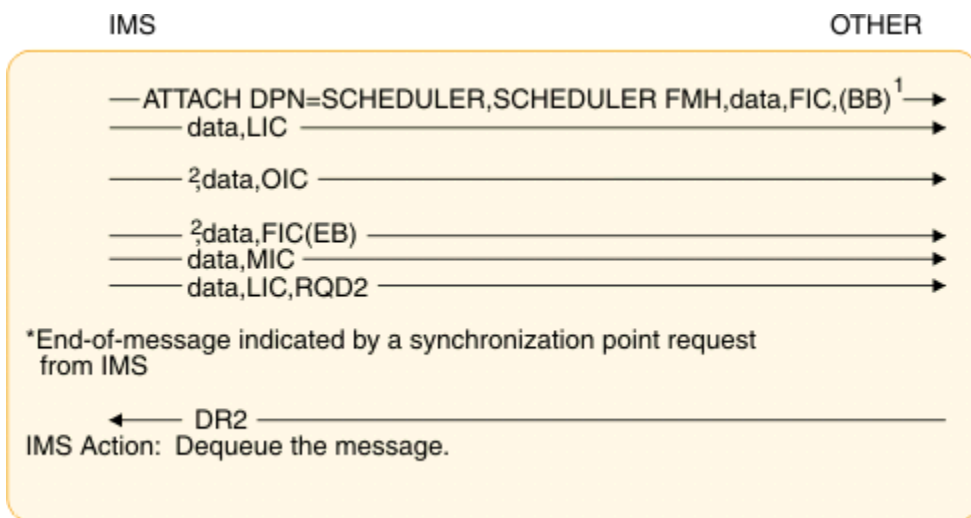 IMS OTHER
ATTACH DPN=SCHEDULER,SCHEDULER FMH,data,FIC,(BB)1
data,LIC
2,data,OIC
2,data,FIC(EB)
data,MIC
data,LIC,RQD2
*End-of-message indicated by a synchronization point request
from IMS
DR2
IMS Action: Dequeue the message.